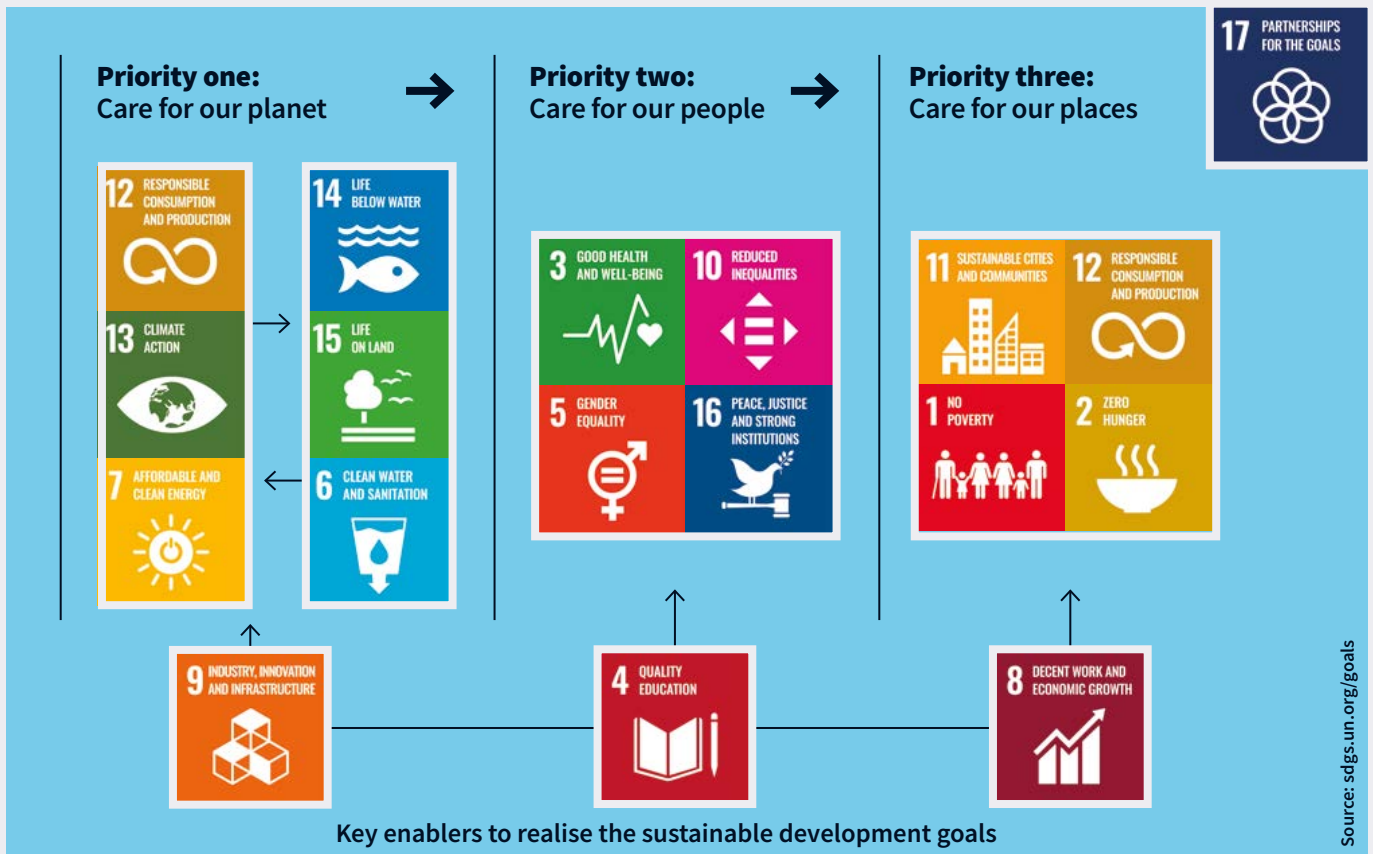 17 PARTNERSHIPS
FOR THE GOALS
Priority one:
Care for our planet
12 RESPONSIBLE
CONSUMPTION
AND PRODUCTION
13 CLIMATE
ACTION
7 AFFORDABLE AND
CLEAN ENERGY
14 LIFE
BELOW WATER
15 LIFE
ON LAND
6 CLEAN WATER
AND SANITATION
Priority two:
Care for our people
3 GOOD HEALTH
AND WELL-BEING
10 REDUCED
INEQUALITIES
5 GENDER
EQUALITY
16 PEACE, JUSTICE
AND STRONG
INSTITUTIONS
Priority three:
Care for our places
11 SUSTAINABLE CITIES
AND COMMUNITIES
12 RESPONSIBLE
CONSUMPTION
AND PRODUCTION
1 NO
POVERTY
2 ZERO
HUNGER
9 INDUSTRY, INNOVATION
AND INFRASTRUCTURE
4 QUALITY
EDUCATION
8 DECENT WORK AND
ECONOMIC GROWTH
Key enablers to realise the sustainable development goals
Source: sdgs.un.org/goals